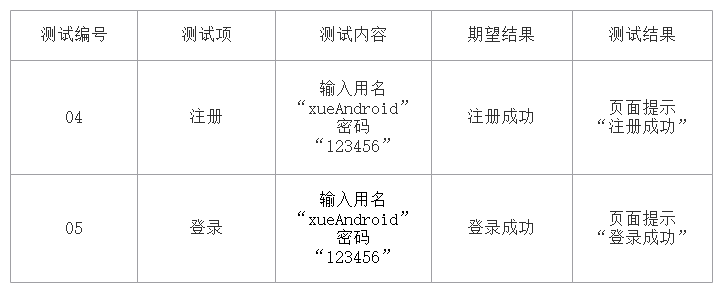 测试编号 测试项 测试内容 期望结果 测试结果
04 注册 输入用名 注册成功 页面提示
“xueAndroid” “注册成功”
密码
“123456”
05 登录 输入用名 登录成功 页面提示
“xueAndroid” “登录成功”
密码
“123456”